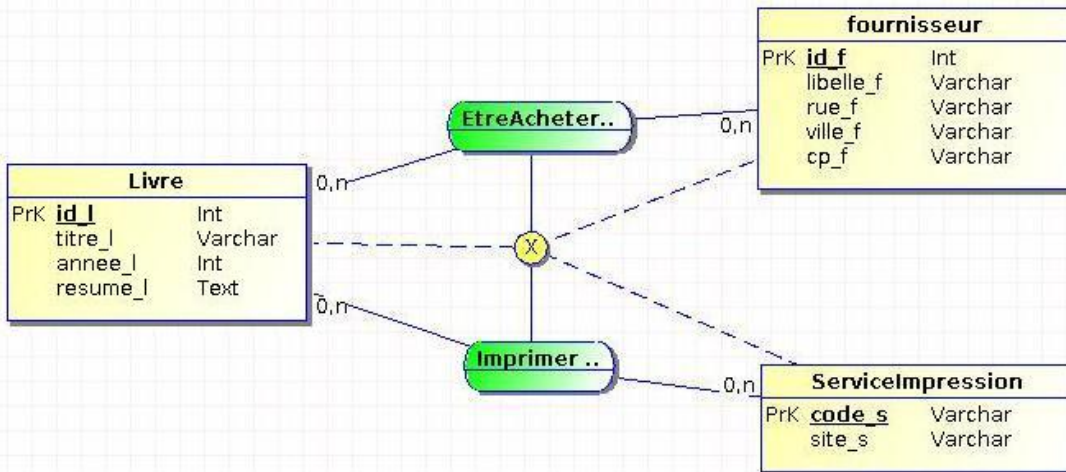 fournisseur
PrK id_f Int
libelle_f Varchar
rue_f Varchar
ville_f Varchar
cp_f Varchar
EtreAcheter..
0,n
0,n
Livre
PrK id_l Int
titre_l Varchar
annee_l Int
resume_l Text
X
0,n
Imprimer ..
0,n
ServiceImpression
PrK code_s Varchar
site_s Varchar